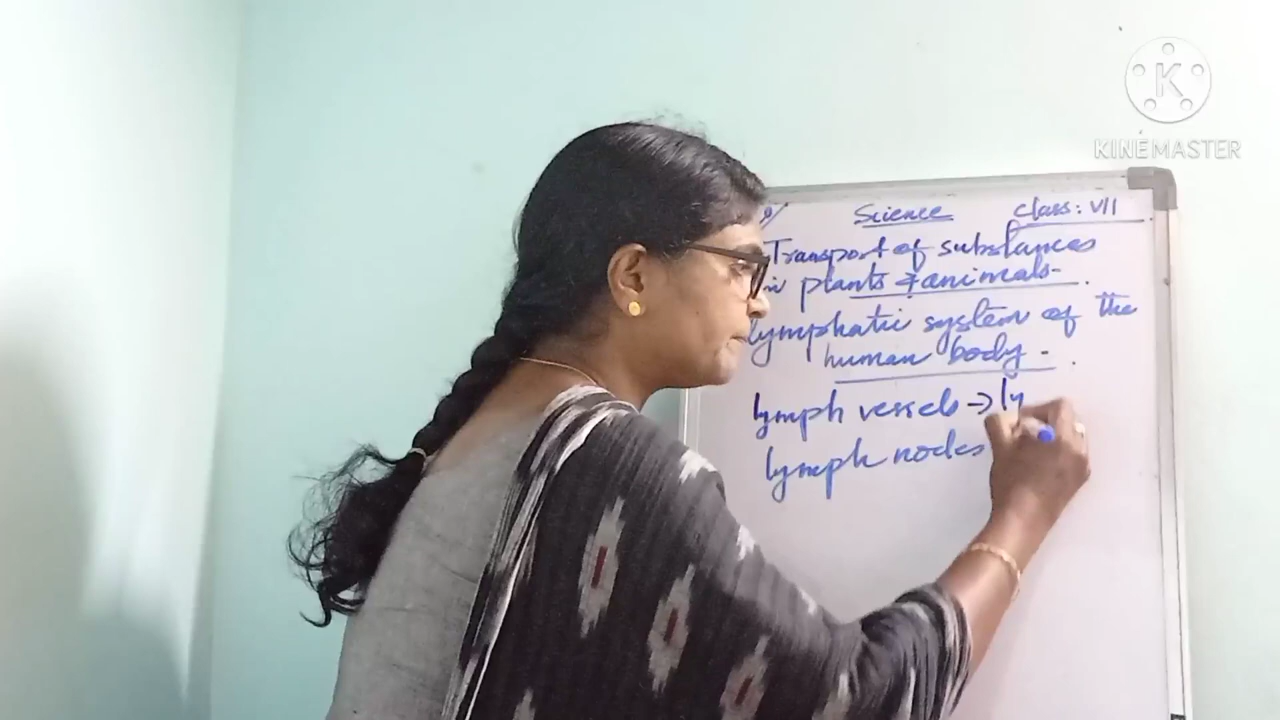 Science class: VII
Transport of substances
in plants & animals.
lymphatic system of the
human body.
lymph vessels → ly
lymph nodes
K
KINEMASTER